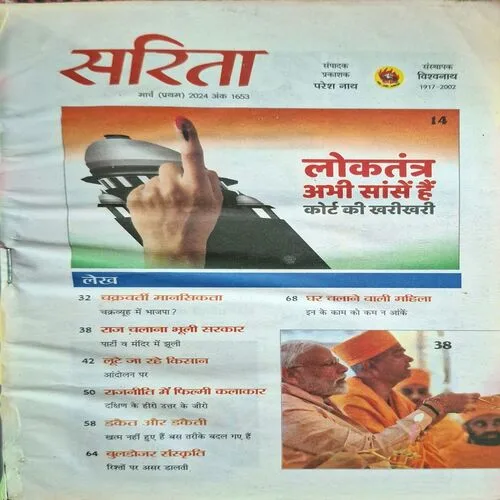 सरिता
मार्च (प्रथम) 2024 अंक 1653
संपादक
प्रकाशक
परेश नाथ
संस्थापक
विश्वनाथ
1917-2002
14
लोकतंत्र
अभी सांसें हैं
कोर्ट की खरीखरी
लेख
32 चक्रवर्ती मानसिकता
चक्रव्यूह में भाजपा?
38 राज चलाना भूली सरकार
पार्टी व मंदिर में झूली
42 लूटे जा रहे किसान
आंदोलन पर
50 राजनीति में फिल्मी कलाकार
दक्षिण के हीरो उत्तर के जीरो
58 डकैत और डकैती
खत्म नहीं हुए हैं बस तरीके बदल गए हैं
64 बुलडोजर संस्कृति
रिश्तों पर असर डालती
68 घर चलाने वाली महिला
इन के काम को कम न आंकें
38